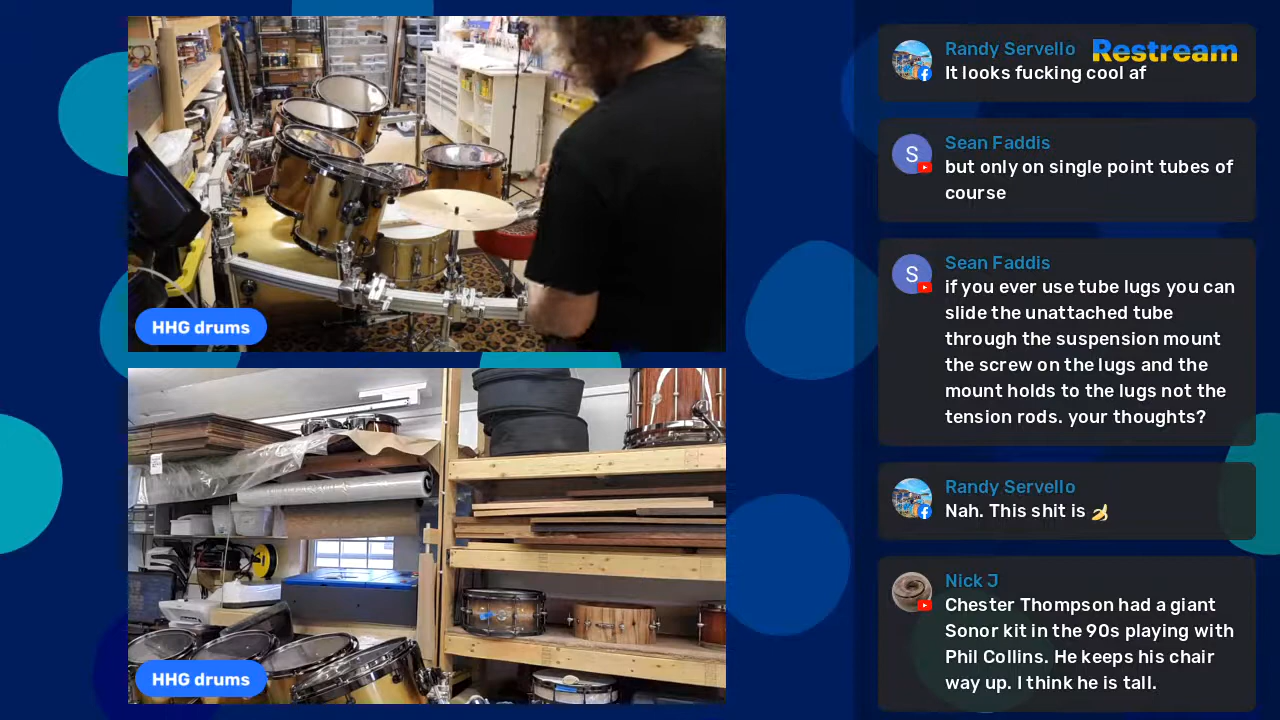 Randy Servello
Restream
It looks fucking cool af
Sean Faddis
S
but only on single point tubes of
course
Sean Faddis
S
if you ever use tube lugs you can
slide the unattached tube
through the suspension mount
the screw on the lugs and the
mount holds to the lugs not the
tension rods. your thoughts?
Randy Servello
Nah. This shit is 🍌
Nick J
Chester Thompson had a giant
Sonor kit in the 90s playing with
Phil Collins. He keeps his chair
way up. I think he is tall.
HHG drums
HHG drums